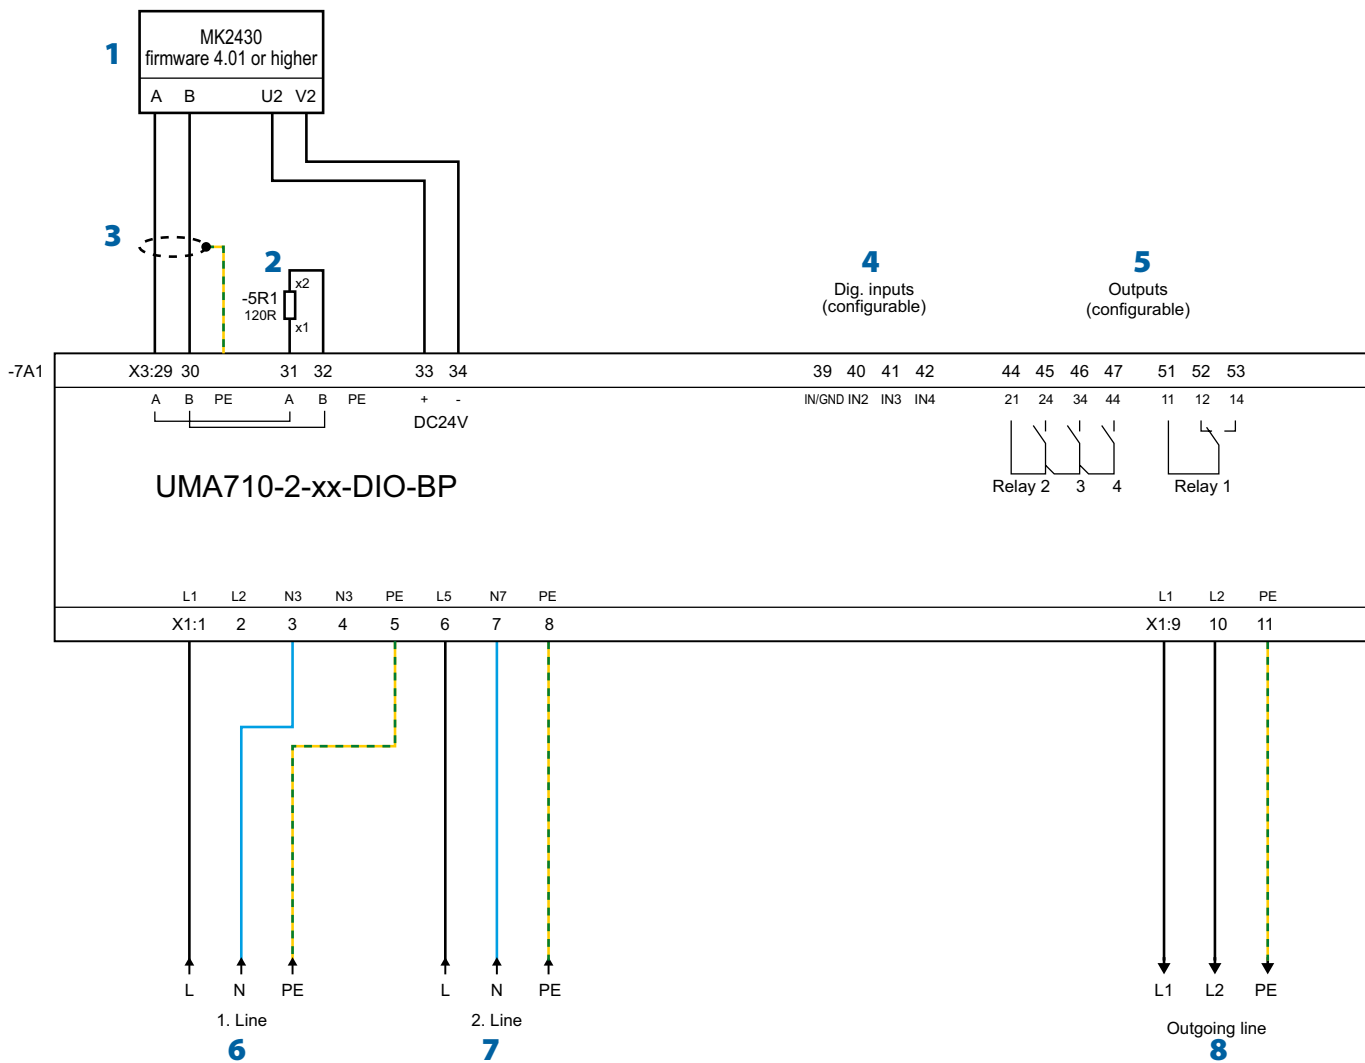 1
MK2430
firmware 4.01 or higher
A B U2 V2
3
2
-5R1
120R
x2
x1
4
Dig. inputs
(configurable)
5
Outputs
(configurable)
-7A1
X3:29 30 31 32 33 34 39 40 41 42 44 45 46 47 51 52 53
A B PE A B PE + - IN/GND IN2 IN3 IN4 21 24 34 44 11 12 14
DC24V
UMA710-2-xx-DIO-BP
Relay 2 3 4 Relay 1
L1 L2 N3 N3 PE L5 N7 PE L1 L2 PE
X1:1 2 3 4 5 6 7 8 X1:9 10 11
L N PE L N PE L1 L2 PE
1. Line 2. Line Outgoing line
6 7 8